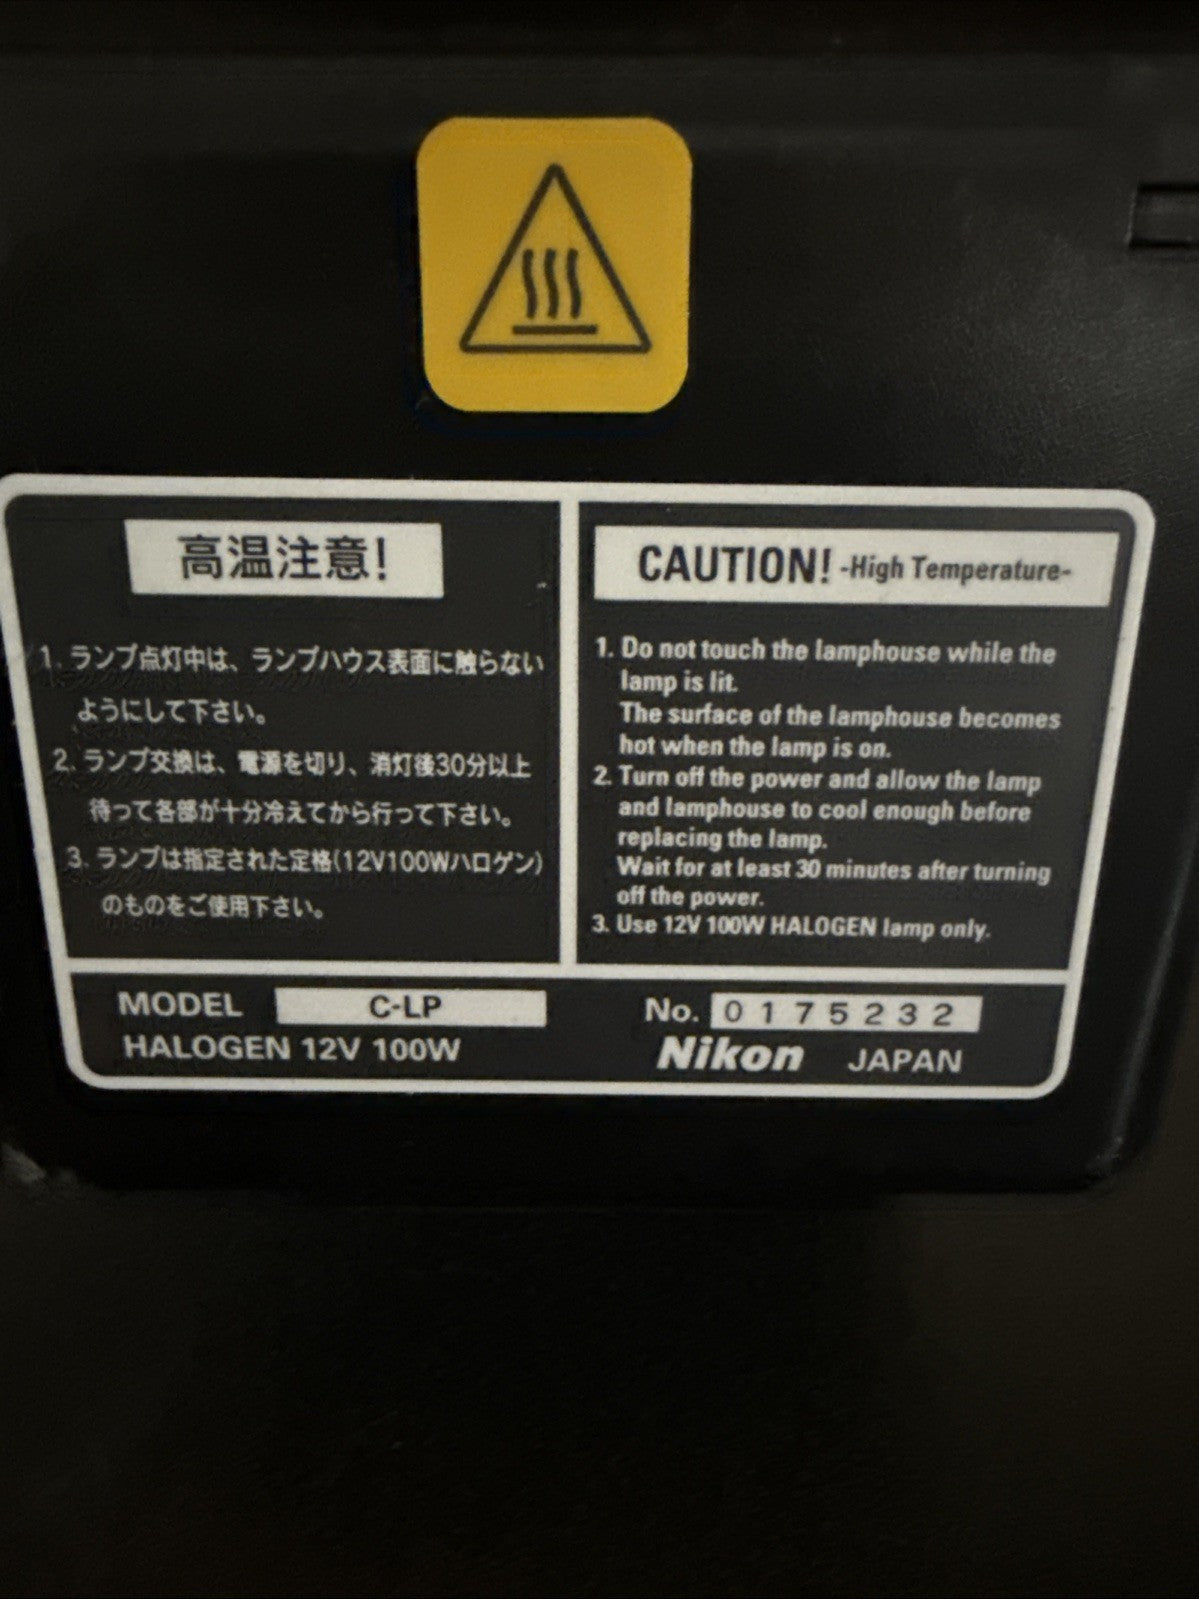 高温注意!
1. ランプ点灯中は、ランプハウス表面に触らない
ようにして下さい。
2. ランプ交換は、電源を切り、消灯後30分以上
待って各部が十分冷えてから行って下さい。
3. ランプは指定された定格(12V100Wハロゲン)
のものをご使用下さい。
CAUTION! -High Temperature-
1. Do not touch the lamphouse while the
lamp is lit.
The surface of the lamphouse becomes
hot when the lamp is on.
2. Turn off the power and allow the lamp
and lamphouse to cool enough before
replacing the lamp.
Wait for at least 30 minutes after turning
off the power.
3. Use 12V 100W HALOGEN lamp only.
MODEL C-LP
HALOGEN 12V 100W
No. 0175232
Nikon JAPAN